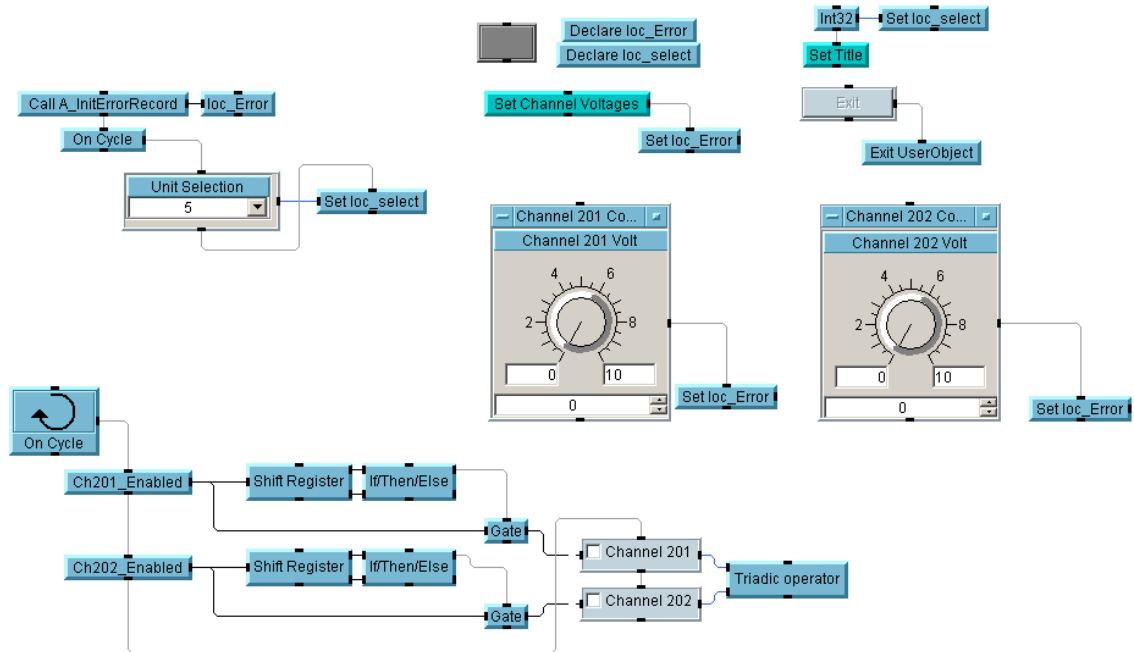 Int32
Set loc_select
Declare loc_Error
Declare loc_select
Set Title
Call A_InitErrorRecord
loc_Error
Set Channel Voltages
Exit
On Cycle
Set loc_Error
Exit UserObject
Unit Selection
5
Set loc_select
Channel 201 Co...
Channel 201 Volt
4
6
2
8
0
10
0
Set loc_Error
Channel 202 Co...
Channel 202 Volt
4
6
2
8
0
10
0
Set loc_Error
On Cycle
Ch201_Enabled
Shift Register
If/Then/Else
Gate
Channel 201
Ch202_Enabled
Shift Register
If/Then/Else
Gate
Channel 202
Triadic operator